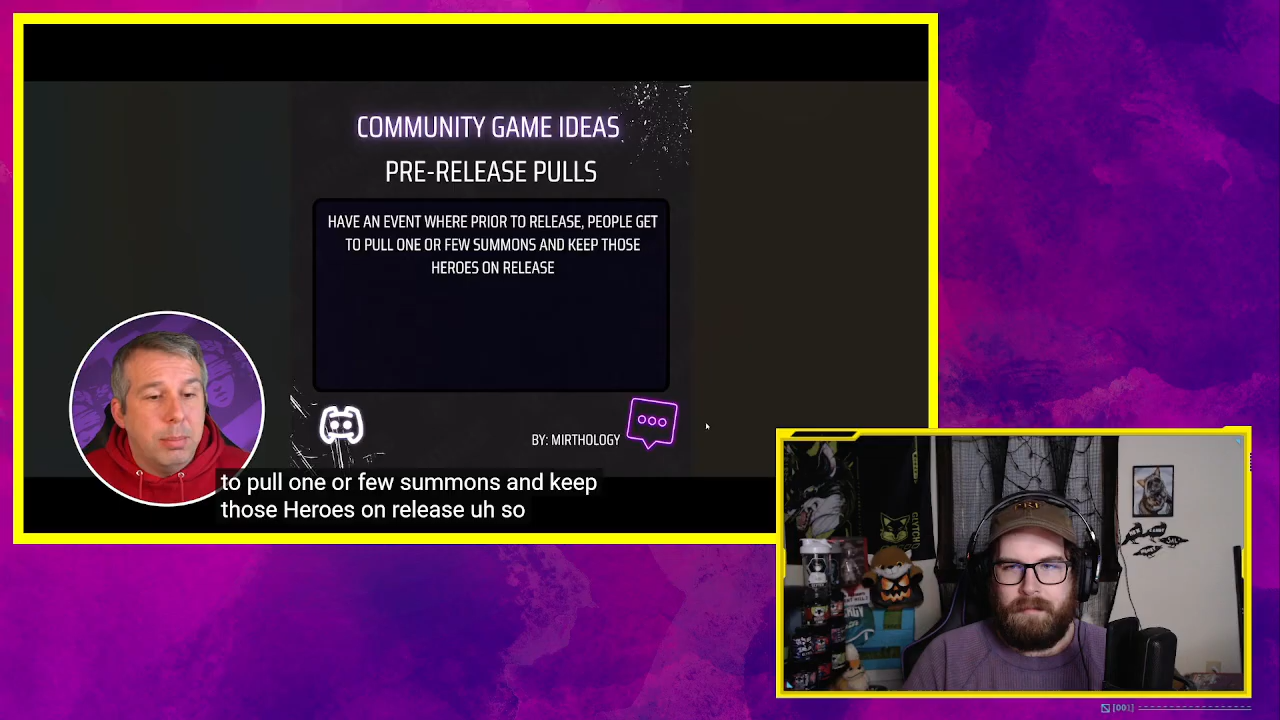 COMMUNITY GAME IDEAS
PRE-RELEASE PULLS
HAVE AN EVENT WHERE PRIOR TO RELEASE, PEOPLE GET
TO PULL ONE OR FEW SUMMONS AND KEEP THOSE
HEROES ON RELEASE
BY: MIRTHOLOGY
to pull one or few summons and keep
those Heroes on release uh so
[001]